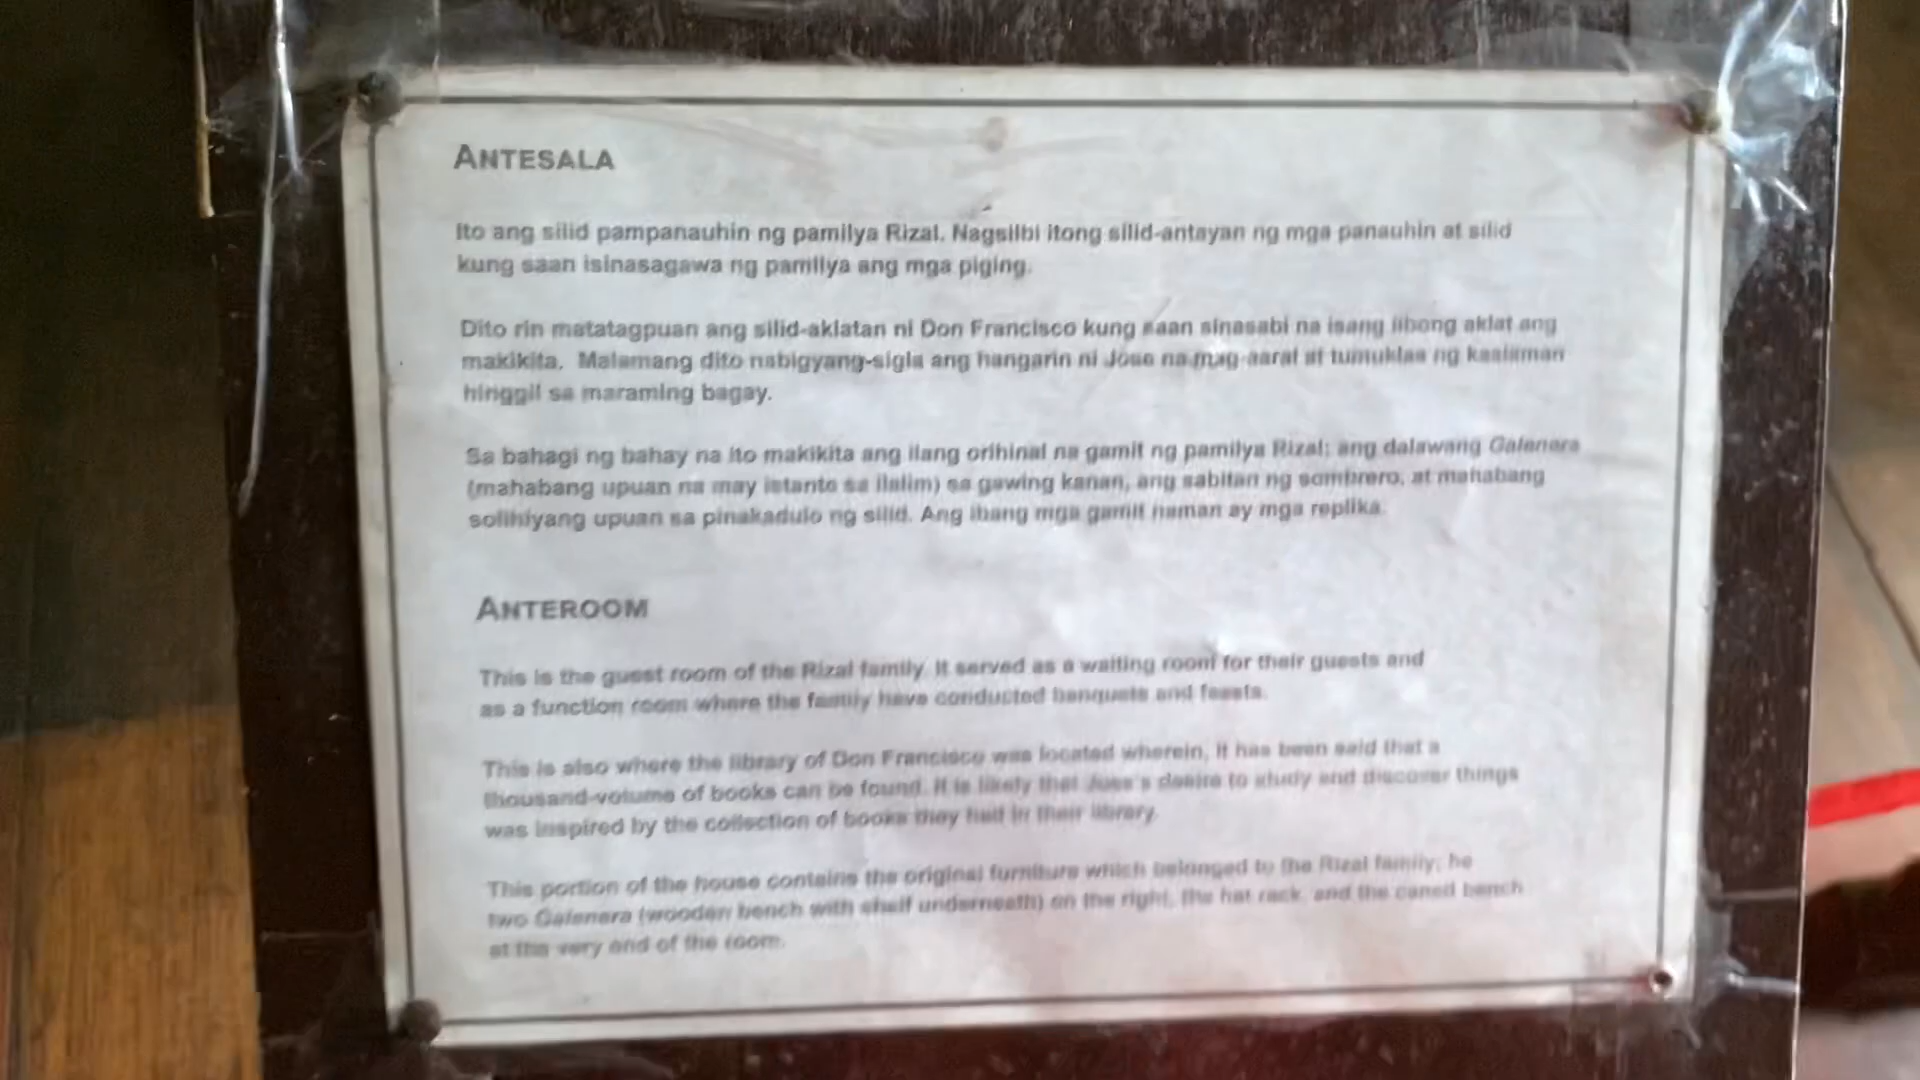 ANTESALA
Ito ang silid pampanauhin ng pamilya Rizal. Nagsilbi itong silid-antayan ng mga panauhin at silid
kung saan isinasagawa ng pamilya ang mga piging.
Dito rin matatagpuan ang silid-aklatan ni Don Francisco kung saan sinasabi na isang libong aklat ang
makikita. Malamang dito nabigyang-sigla ang hangarin ni Jose na mag-aaral at tumuklas ng kaalaman
hinggil sa maraming bagay.
Sa bahagi ng bahay na ito makikita ang ilang orihinal na gamit ng pamilya Rizal; ang dalawang Galenera
(mahabang upuan na may istante sa ilalim) sa gawing kanan, ang sabitan ng sombrero, at mahabang
solihiyang upuan sa pinakadulo ng silid. Ang ibang mga gamit naman ay mga replika.
ANTEROOM
This is the guest room of the Rizal family. It served as a waiting room for their guests and
as a function room where the family have conducted banquets and feasts.
This is also where the library of Don Francisco was located wherein, it has been said that a
thousand-volume of books can be found. It is likely that Jose's desire to study and discover things
was inspired by the collection of books they had in their library.
This portion of the house contains the original furniture which belonged to the Rizal family; he
two Galenera (wooden bench with shelf underneath) on the right, the hat rack, and the caned bench
at the very end of the room.